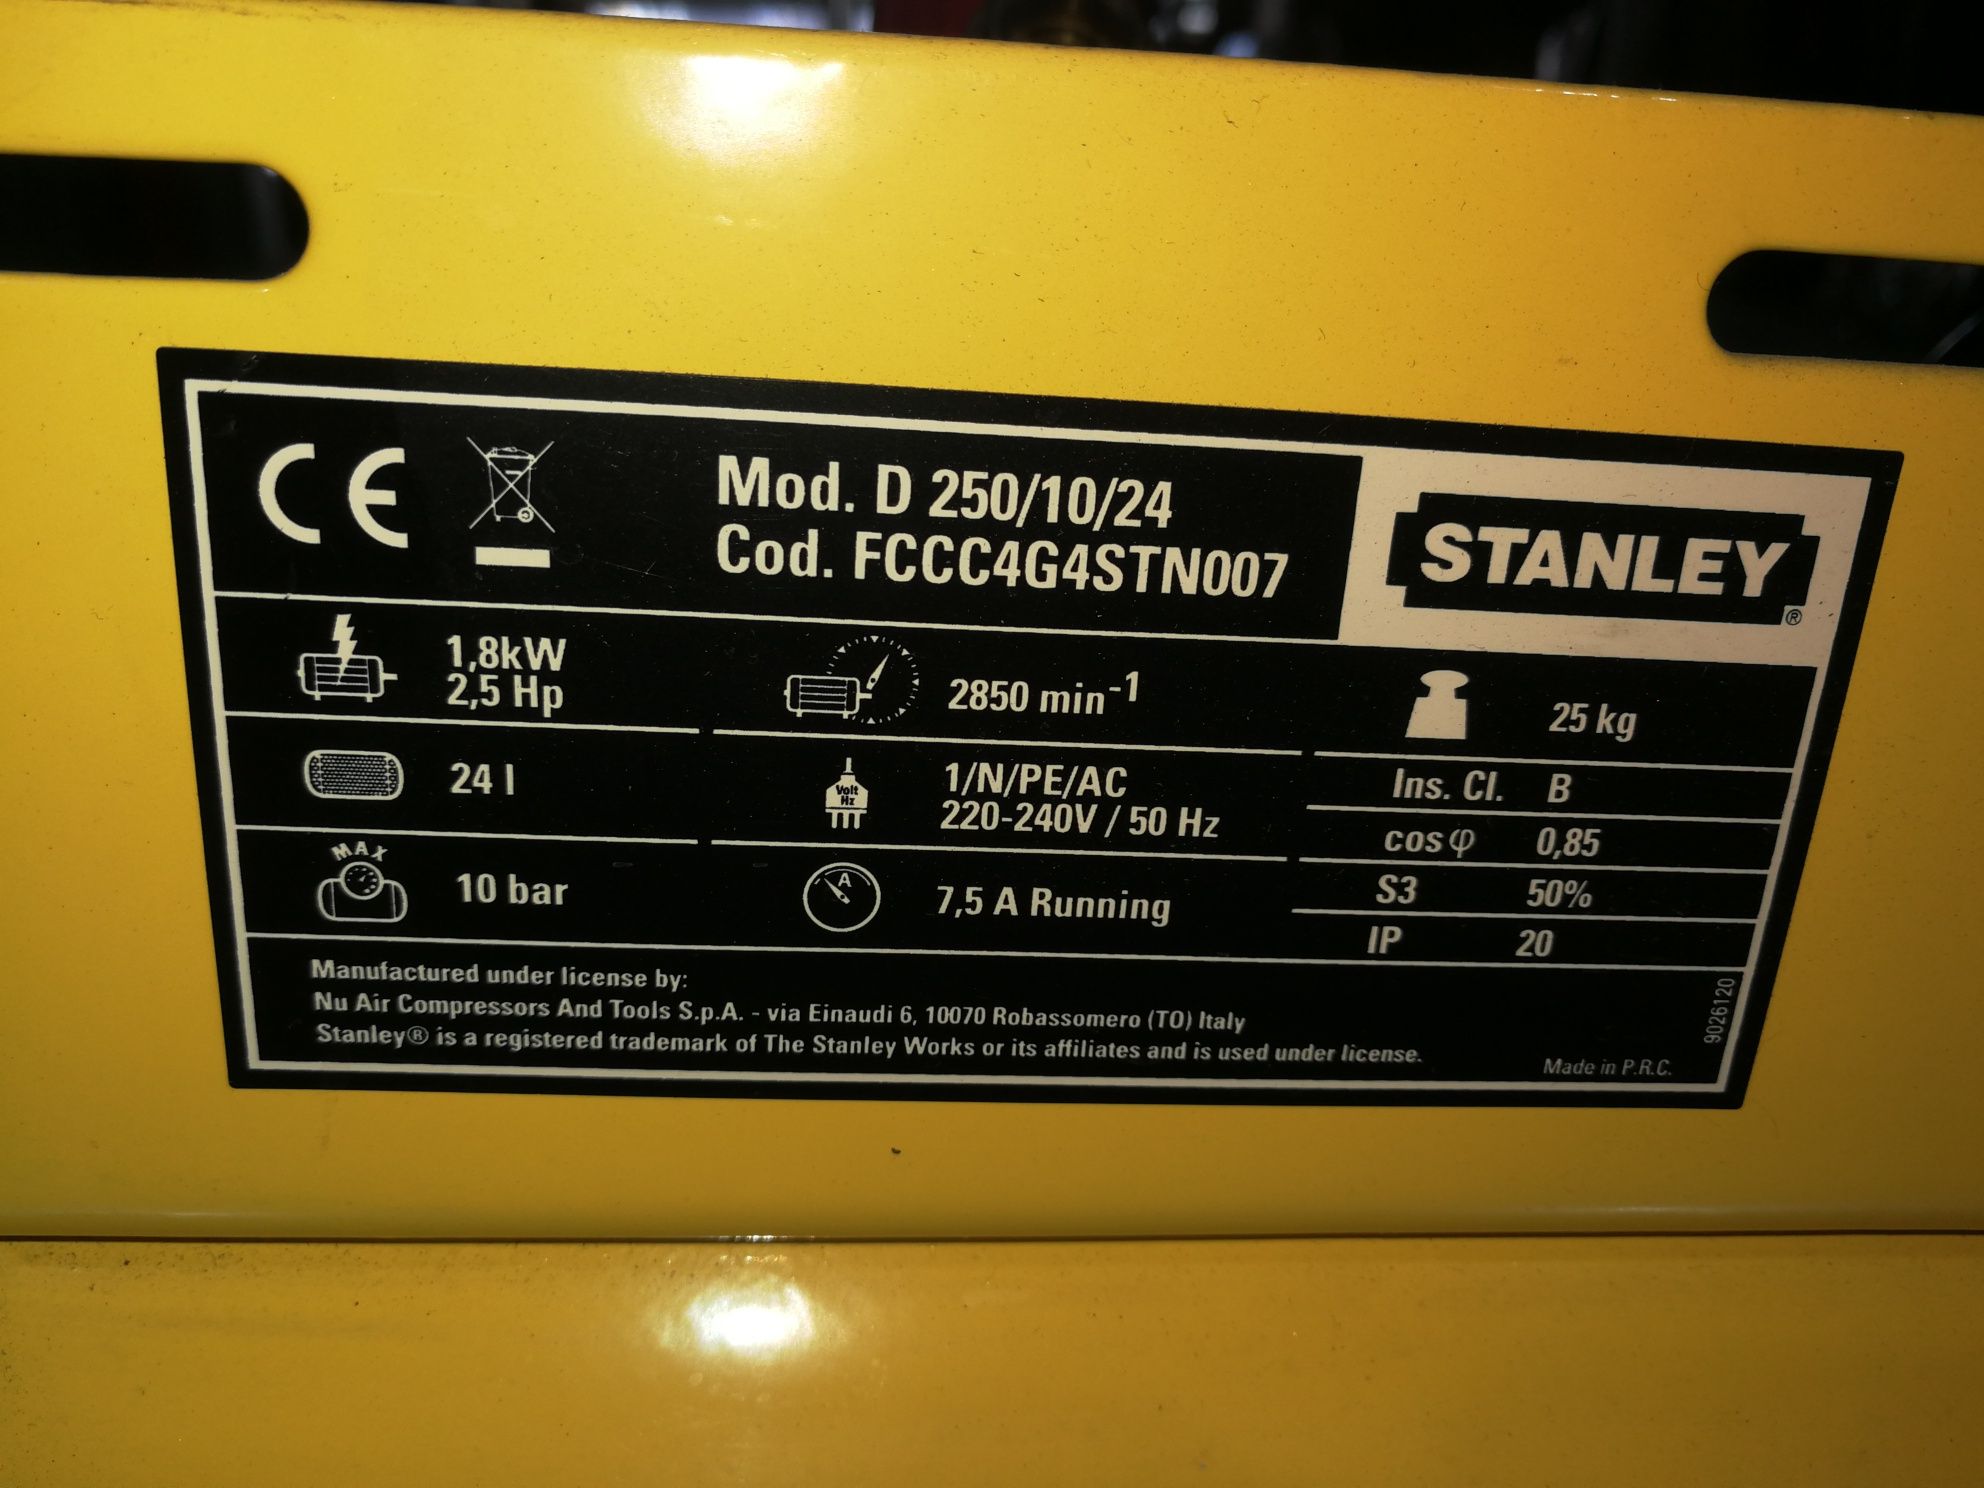 CE
Mod. D 250/10/24
Cod. FCCC4G4STN007
STANLEY®
1,8kW
2,5 Hp
2850 min-1
25 kg
24 l
Volt
Hz
1/N/PE/AC
220-240V / 50 Hz
Ins. Cl. B
cos φ 0,85
MAX
10 bar
A
7,5 A Running
S3 50%
IP 20
Manufactured under license by:
Nu Air Compressors And Tools S.p.A. - via Einaudi 6, 10070 Robassomero (TO) Italy
Stanley® is a registered trademark of The Stanley Works or its affiliates and is used under license.
Made in P.R.C.
9026120